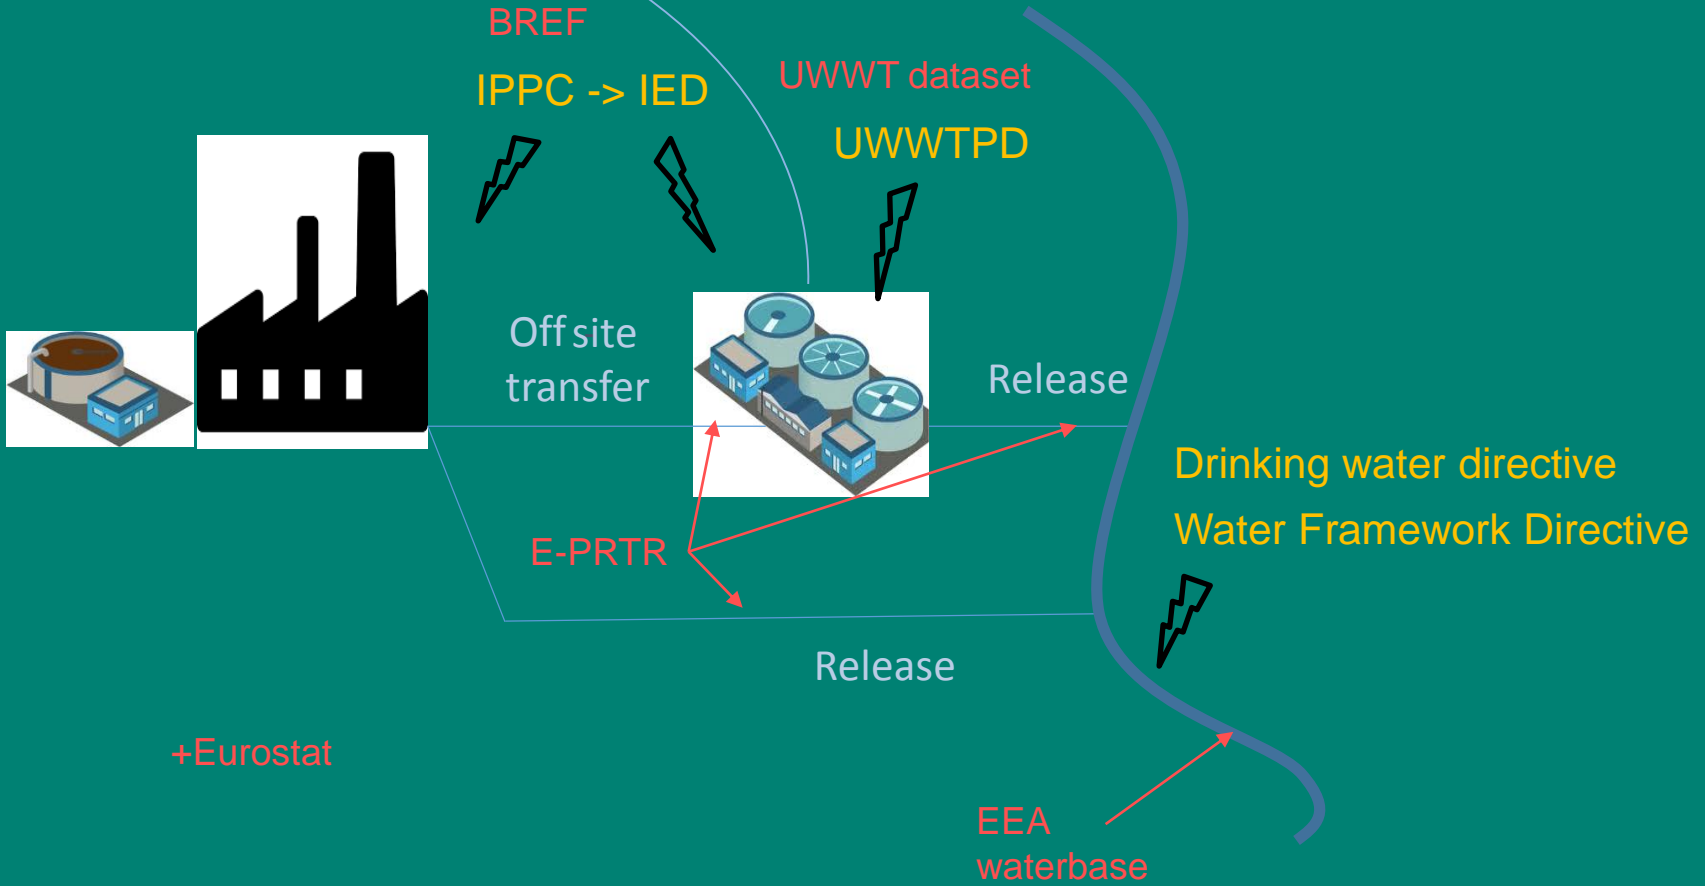 BREF
IPPC -> IED
UWWT dataset
UWWTPD
Off site
transfer
Release
Drinking water directive
Water Framework Directive
E-PRTR
Release
+Eurostat
EEA
waterbase